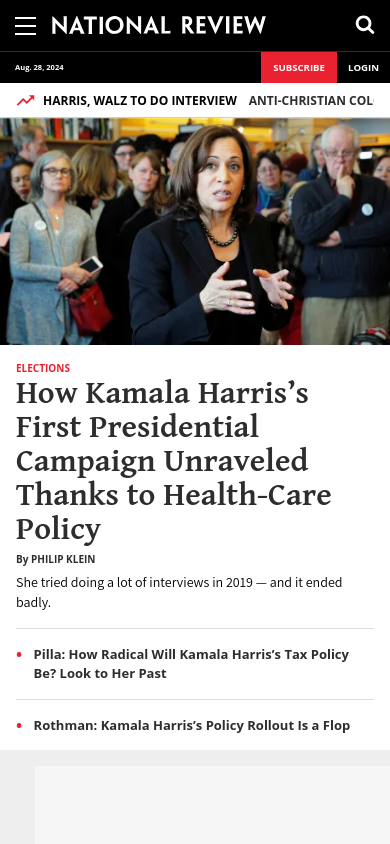 NATIONAL REVIEW
Aug. 28, 2024
SUBSCRIBE
LOGIN
HARRIS, WALZ TO DO INTERVIEW
ANTI-CHRISTIAN COL
ELECTIONS
How Kamala Harris’s
First Presidential
Campaign Unraveled
Thanks to Health-Care
Policy
By PHILIP KLEIN
She tried doing a lot of interviews in 2019 — and it ended
badly.
• Pilla: How Radical Will Kamala Harris’s Tax Policy
Be? Look to Her Past
• Rothman: Kamala Harris’s Policy Rollout Is a Flop